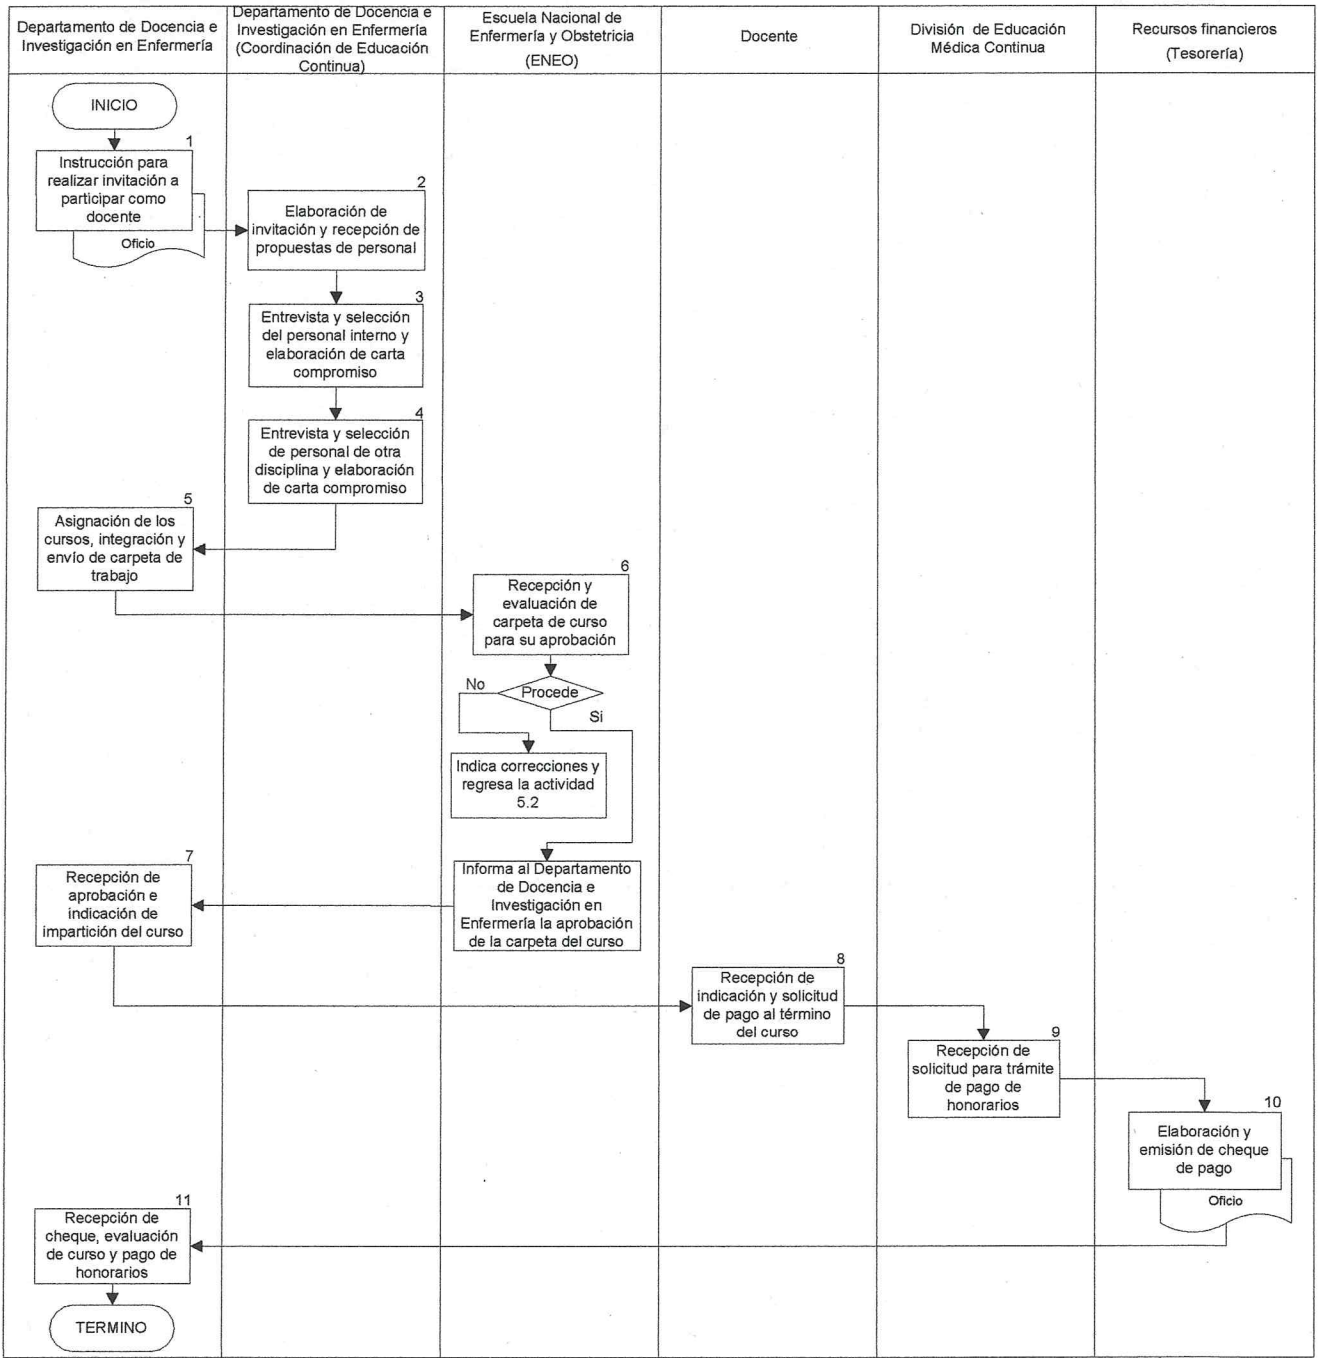 Departamento de Docencia e
Investigación en Enfermería
Departamento de Docencia e
Investigación en Enfermería
(Coordinación de Educación
Continua)
Escuela Nacional de
Enfermería y Obstetricia
(ENEO)
Docente
División de Educación
Médica Continua
Recursos financieros
(Tesorería)
INICIO
1
Instrucción para
realizar invitación a
participar como
docente
Oficio
2
Elaboración de
invitación y recepción de
propuestas de personal
3
Entrevista y selección
del personal interno y
elaboración de carta
compromiso
4
Entrevista y selección
de personal de otra
disciplina y elaboración
de carta compromiso
5
Asignación de los
cursos, integración y
envío de carpeta de
trabajo
6
Recepción y
evaluación de
carpeta de curso
para su aprobación
No
Procede
Si
Indica correcciones y
regresa la actividad
5.2
7
Recepción de
aprobación e
indicación de
impartición del curso
Informa al Departamento
de Docencia e
Investigación en
Enfermería la aprobación
de la carpeta del curso
8
Recepción de
indicación y solicitud
de pago al término
del curso
9
Recepción de
solicitud para trámite
de pago de
honorarios
10
Elaboración y
emisión de cheque
de pago
Oficio
11
Recepción de
cheque, evaluación
de curso y pago de
honorarios
TERMINO